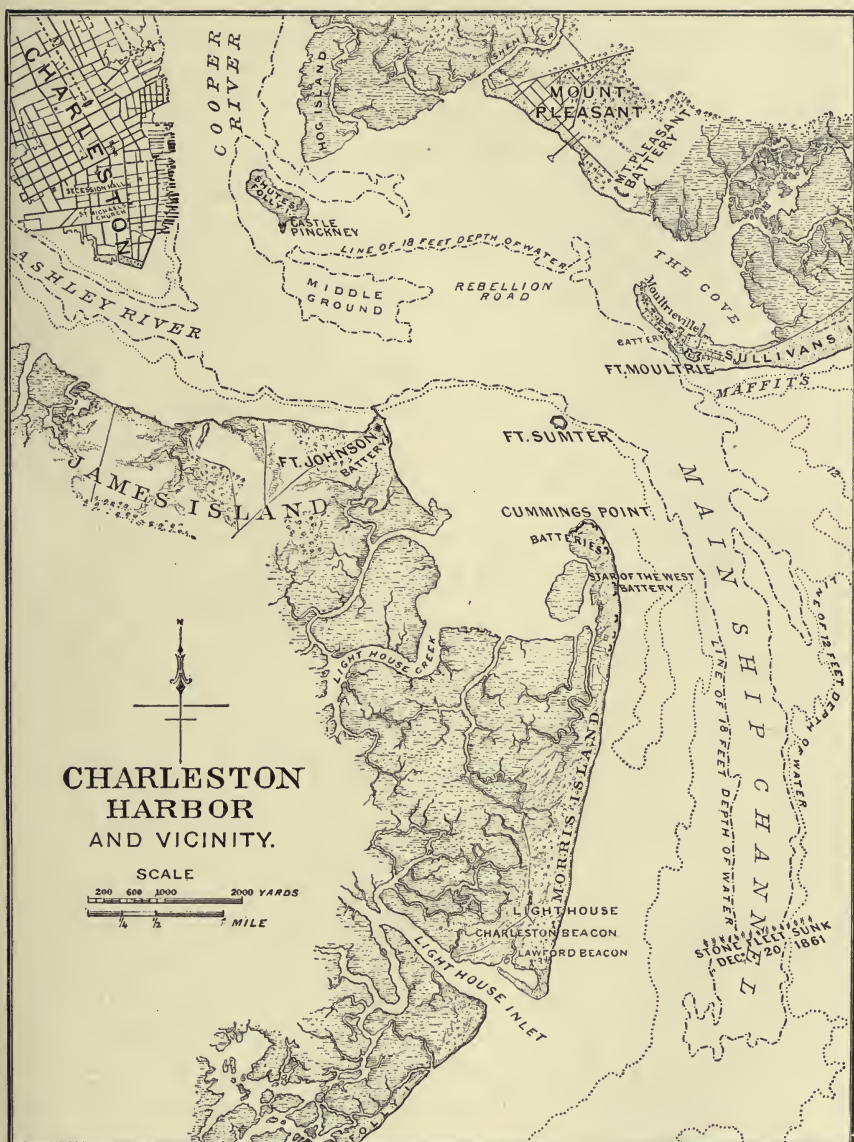 CHARLESTON
SECESSION HALL
ST MICHAELS
CHURCH
COOPER
RIVER
HOG ISLAND
SHEM CR.
MOUNT
PLEASANT
MT. PLEASANT
BATTERY
SHUTES
FOLLY I.
CASTLE
PINCKNEY
LINE OF 18 FEET DEPTH OF WATER
MIDDLE
GROUND
REBELLION
ROAD
THE COVE
ASHLEY RIVER
Moultrieville
BATTERY
SULLIVANS I
FT. MOULTRIE
MAFFITS
FT. JOHNSON
BATTERY
FT. SUMTER
JAMES ISLAND
CUMMINGS POINT
BATTERIES
STAR OF THE WEST
BATTERY
MAIN SHIP CHANNEL
12
LINE OF 12 FEET DEPTH OF WATER
LINE OF 18 FEET DEPTH OF WATER
LIGHT HOUSE CREEK
N
CHARLESTON
HARBOR
AND VICINITY.
SCALE
200 600 1000 2000 YARDS
1/4 1/2 1 MILE
MORRIS ISLAND
LIGHTHOUSE
CHARLESTON BEACON
LAWFORD BEACON
STONE FLEET SUNK
DEC. 20, 1861
LIGHT HOUSE INLET
FOLLY I.